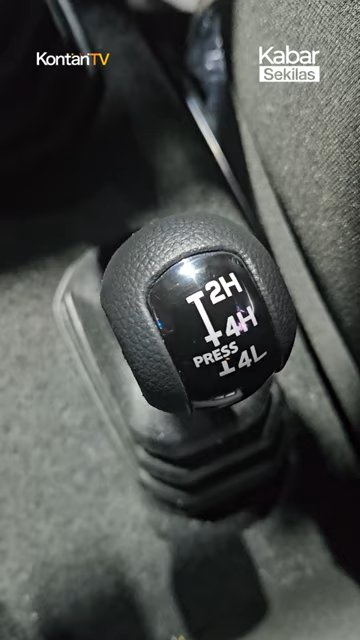 KontanTV
Kabar
Sekilas
2H
4H
PRESS
4L